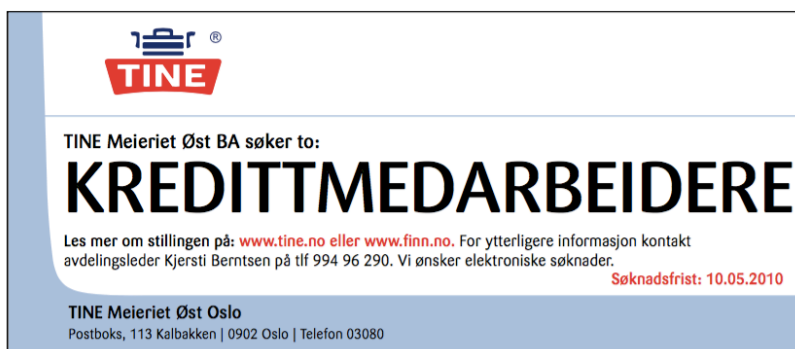 ®
TINE
TINE Meieriet Øst BA søker to:
KREDITTMEDARBEIDERE
Les mer om stillingen på: www.tine.no eller www.finn.no. For ytterligere informasjon kontakt
avdelingsleder Kjersti Berntsen på tlf 994 96 290. Vi ønsker elektroniske søknader.
Søknadsfrist: 10.05.2010
TINE Meieriet Øst Oslo
Postboks, 113 Kalbakken | 0902 Oslo | Telefon 03080